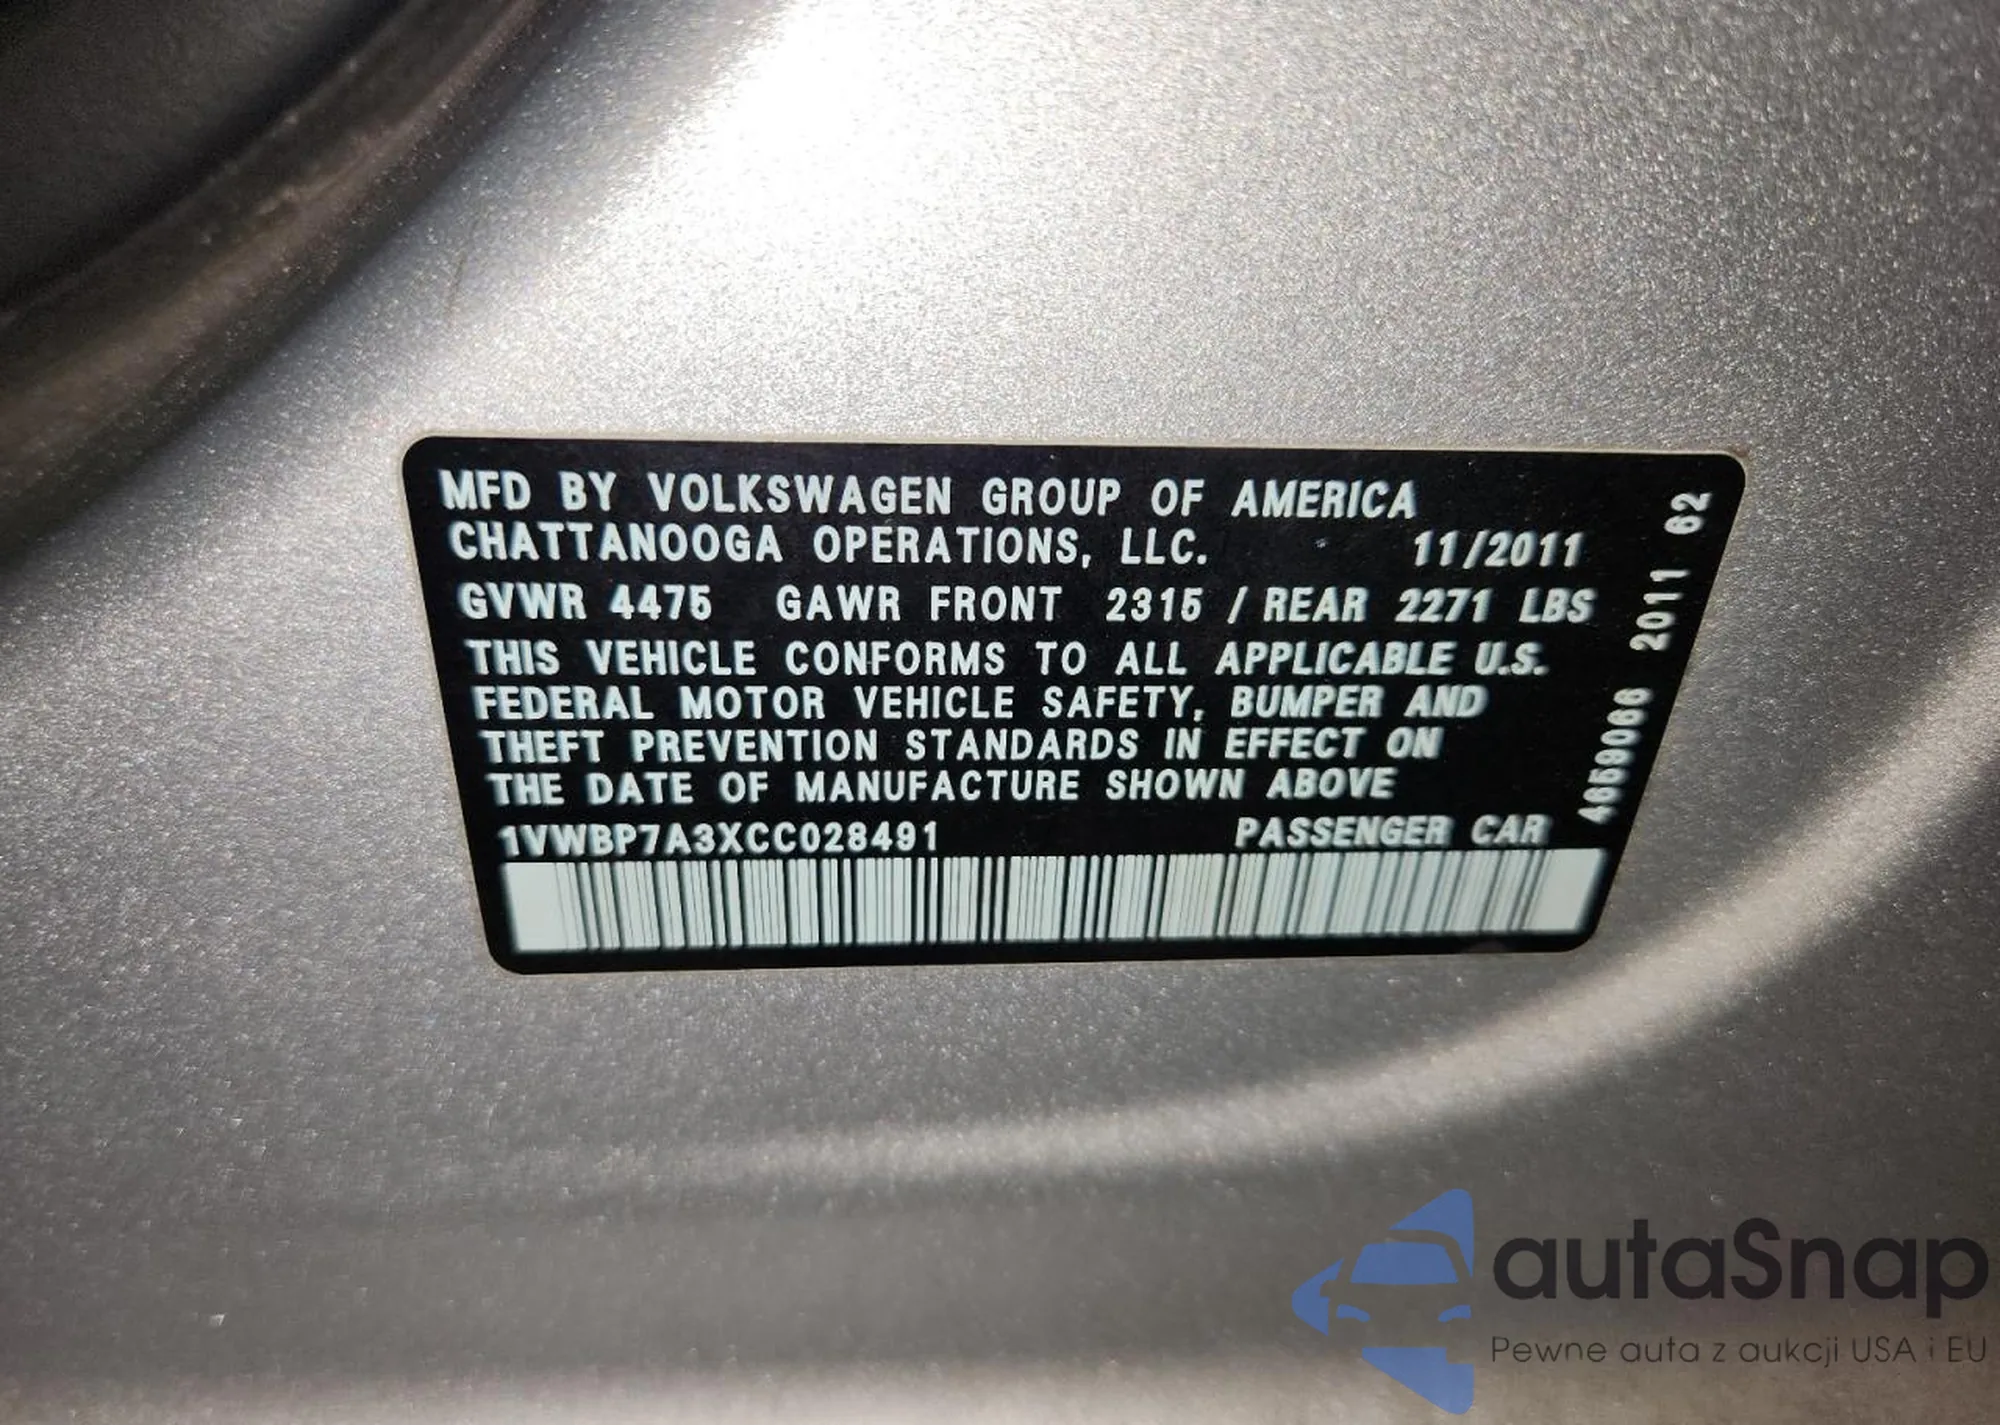 MFD BY VOLKSWAGEN GROUP OF AMERICA
CHATTANOOGA OPERATIONS, LLC. 11/2011
GVWR 4475 GAWR FRONT 2315 / REAR 2271 LBS
THIS VEHICLE CONFORMS TO ALL APPLICABLE U.S.
FEDERAL MOTOR VEHICLE SAFETY, BUMPER AND
THEFT PREVENTION STANDARDS IN EFFECT ON
THE DATE OF MANUFACTURE SHOWN ABOVE
1VWBP7A3XCC028491 PASSENGER CAR
4659066 2011 62
autaSnap
Pewne auta z aukcji USA i EU